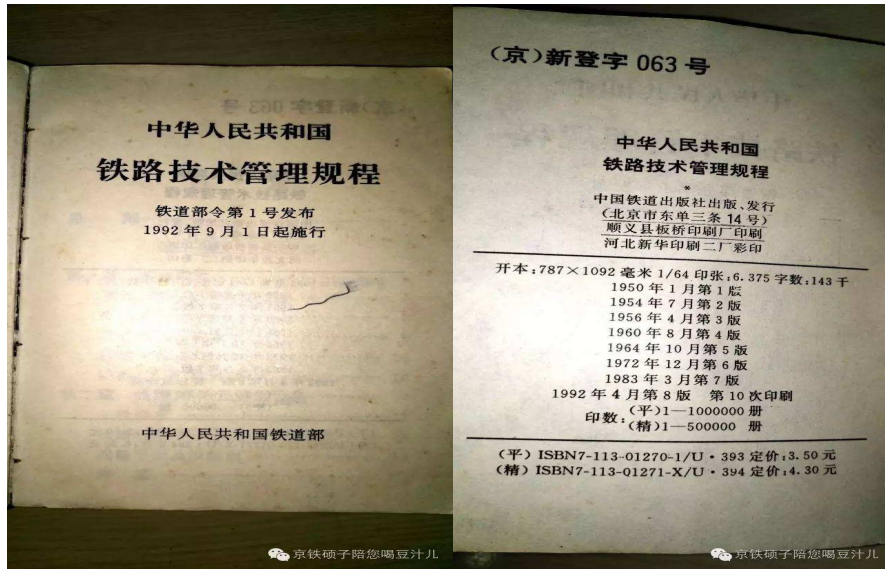 中华人民共和国
铁路技术管理规程
铁道部令第1号发布
1992年9月1日起施行
中华人民共和国铁道部
京铁硕子陪您喝豆汁儿
(京)新登字063号
中华人民共和国
铁路技术管理规程
*
中国铁道出版社出版、发行
(北京市东单三条14号)
顺义县板桥印刷厂印刷
河北新华印刷二厂彩印
开本:787×1092毫米1/64印张:6.375字数:143千
1950年1月第1版
1954年7月第2版
1956年4月第3版
1960年8月第4版
1964年10月第5版
1972年12月第6版
1983年3月第7版
1992年4月第8版 第10次印刷
印数:
(平)1—1000000册
(精)1—500000 册
(平)ISBN7-113-01270-1/U·393定价:3.50元
(精)ISBN7-113-01271-X/U·394定价:4.30元
京铁硕子陪您喝豆汁儿